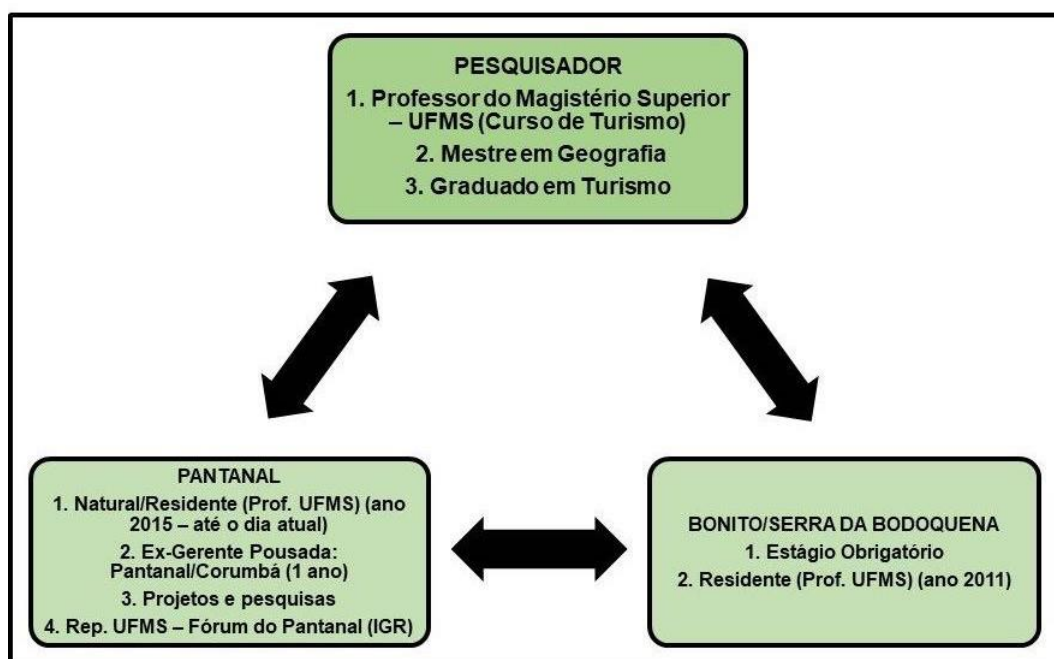 PESQUISADOR
1. Professor do Magistério Superior
– UFMS (Curso de Turismo)
2. Mestre em Geografia
3. Graduado em Turismo
PANTANAL
1. Natural/Residente (Prof. UFMS) (ano
2015 – até o dia atual)
2. Ex-Gerente Pousada:
Pantanal/Corumbá (1 ano)
3. Projetos e pesquisas
4. Rep. UFMS – Fórum do Pantanal (IGR)
BONITO/SERRA DA BODOQUENA
1. Estágio Obrigatório
2. Residente (Prof. UFMS) (ano 2011)